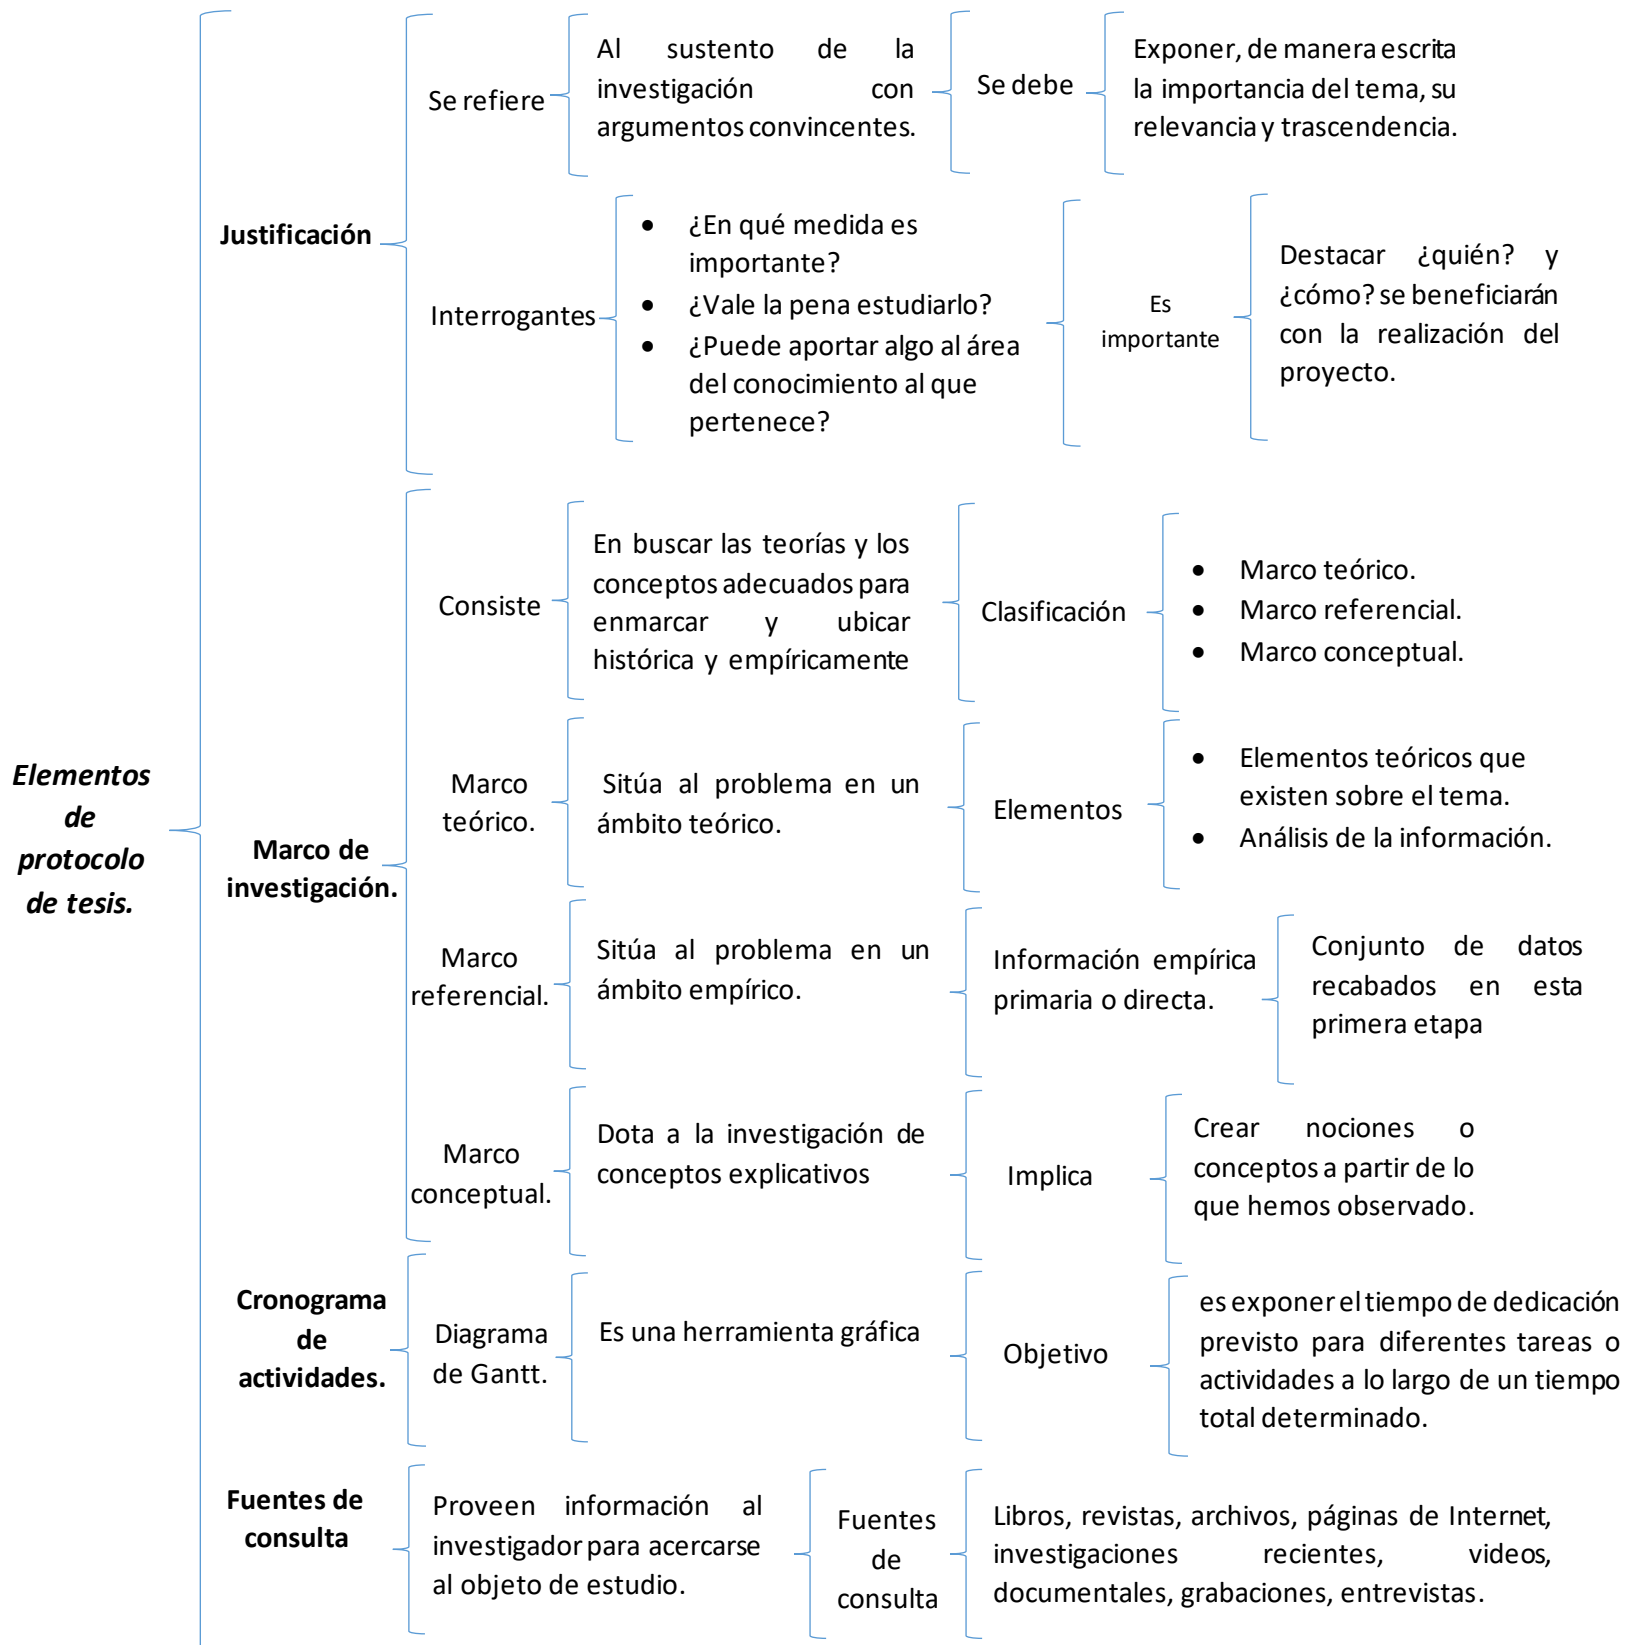 Elementos
de
protocolo
de tesis.
Justificación
Se refiere
Al sustento de la
investigación con
argumentos convincentes.
Se debe
Exponer, de manera escrita
la importancia del tema, su
relevancia y trascendencia.
Interrogantes
• ¿En qué medida es
importante?
• ¿Vale la pena estudiarlo?
• ¿Puede aportar algo al área
del conocimiento al que
pertenece?
Es
importante
Destacar ¿quién? y
¿cómo? se beneficiarán
con la realización del
proyecto.
Marco de
investigación.
Consiste
En buscar las teorías y los
conceptos adecuados para
enmarcar y ubicar
histórica y empíricamente
Clasificación
• Marco teórico.
• Marco referencial.
• Marco conceptual.
Marco
teórico.
Sitúa al problema en un
ámbito teórico.
Elementos
• Elementos teóricos que
existen sobre el tema.
• Análisis de la información.
Marco
referencial.
Sitúa al problema en un
ámbito empírico.
Información empírica
primaria o directa.
Conjunto de datos
recabados en esta
primera etapa
Marco
conceptual.
Dota a la investigación de
conceptos explicativos
Implica
Crear nociones o
conceptos a partir de lo
que hemos observado.
Cronograma
de
actividades.
Diagrama
de Gantt.
Es una herramienta gráfica
Objetivo
es exponer el tiempo de dedicación
previsto para diferentes tareas o
actividades a lo largo de un tiempo
total determinado.
Fuentes de
consulta
Proveen información al
investigador para acercarse
al objeto de estudio.
Fuentes
de
consulta
Libros, revistas, archivos, páginas de Internet,
investigaciones recientes, videos,
documentales, grabaciones, entrevistas.